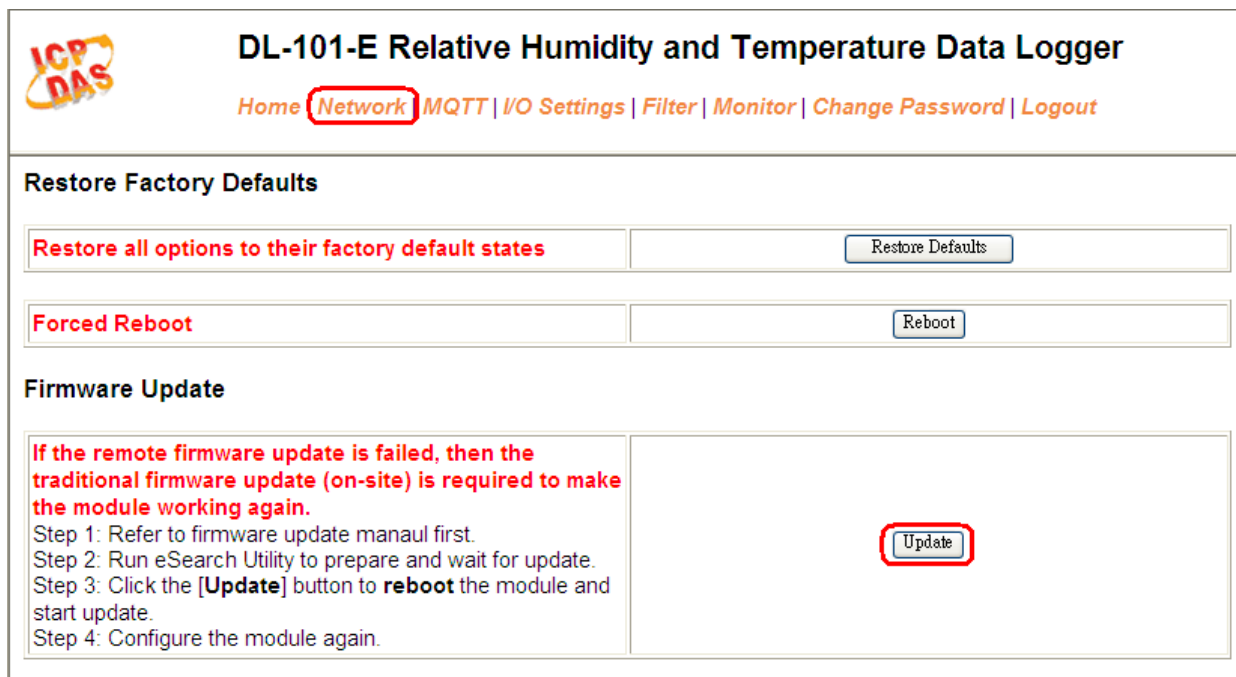 ICP
DAS
DL-101-E Relative Humidity and Temperature Data Logger
Home | Network | MQTT | I/O Settings | Filter | Monitor | Change Password | Logout
Restore Factory Defaults
Restore all options to their factory default states
Restore Defaults
Forced Reboot
Reboot
Firmware Update
If the remote firmware update is failed, then the
traditional firmware update (on-site) is required to make
the module working again.
Step 1: Refer to firmware update manaul first.
Step 2: Run eSearch Utility to prepare and wait for update.
Step 3: Click the [Update] button to reboot the module and
start update.
Step 4: Configure the module again.
Update